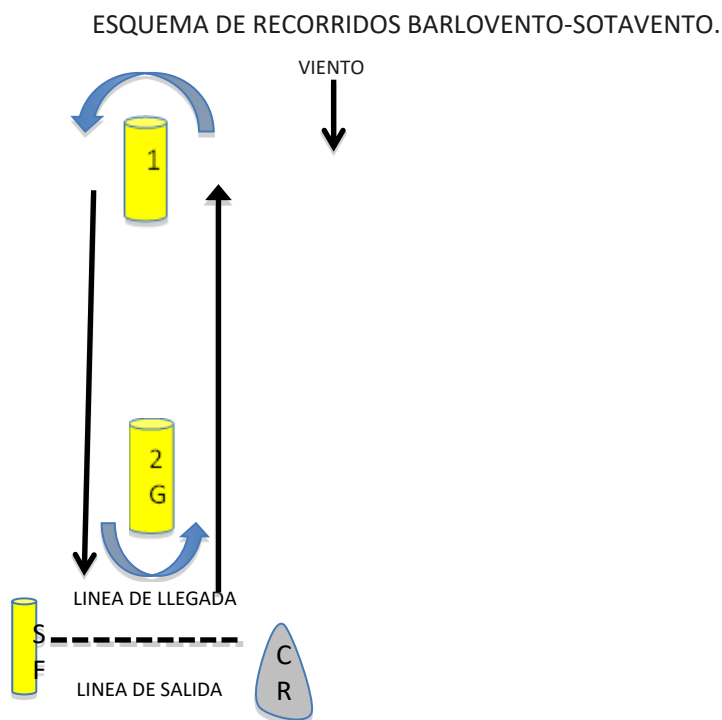 ESQUEMA DE RECORRIDOS BARLOVENTO-SOTAVENTO.
VIENTO
1
2
G
LINEA DE LLEGADA
S
F
C
R
LINEA DE SALIDA